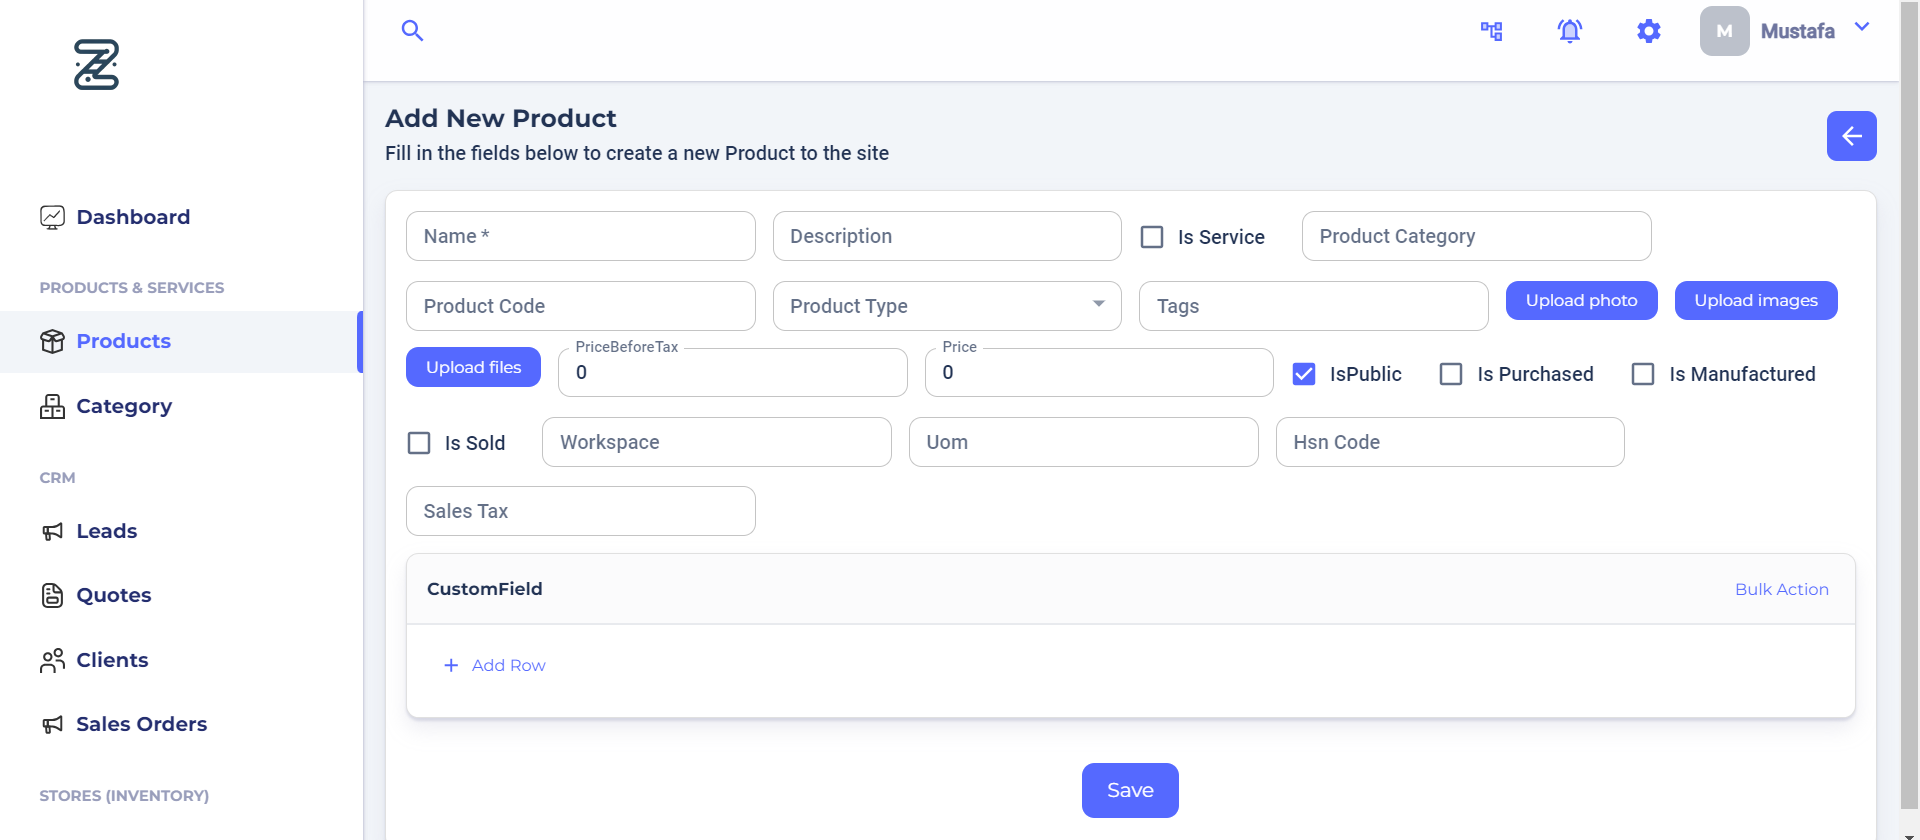 M
Mustafa
Add New Product
Fill in the fields below to create a new Product to the site
Dashboard
PRODUCTS & SERVICES
Products
Category
CRM
Leads
Quotes
Clients
Sales Orders
STORES (INVENTORY)
Name *
Description
Is Service
Product Category
Product Code
Product Type
Tags
Upload photo
Upload images
Upload files
PriceBeforeTax
0
Price
0
IsPublic
Is Purchased
Is Manufactured
Is Sold
Workspace
Uom
Hsn Code
Sales Tax
CustomField
Bulk Action
+ Add Row
Save